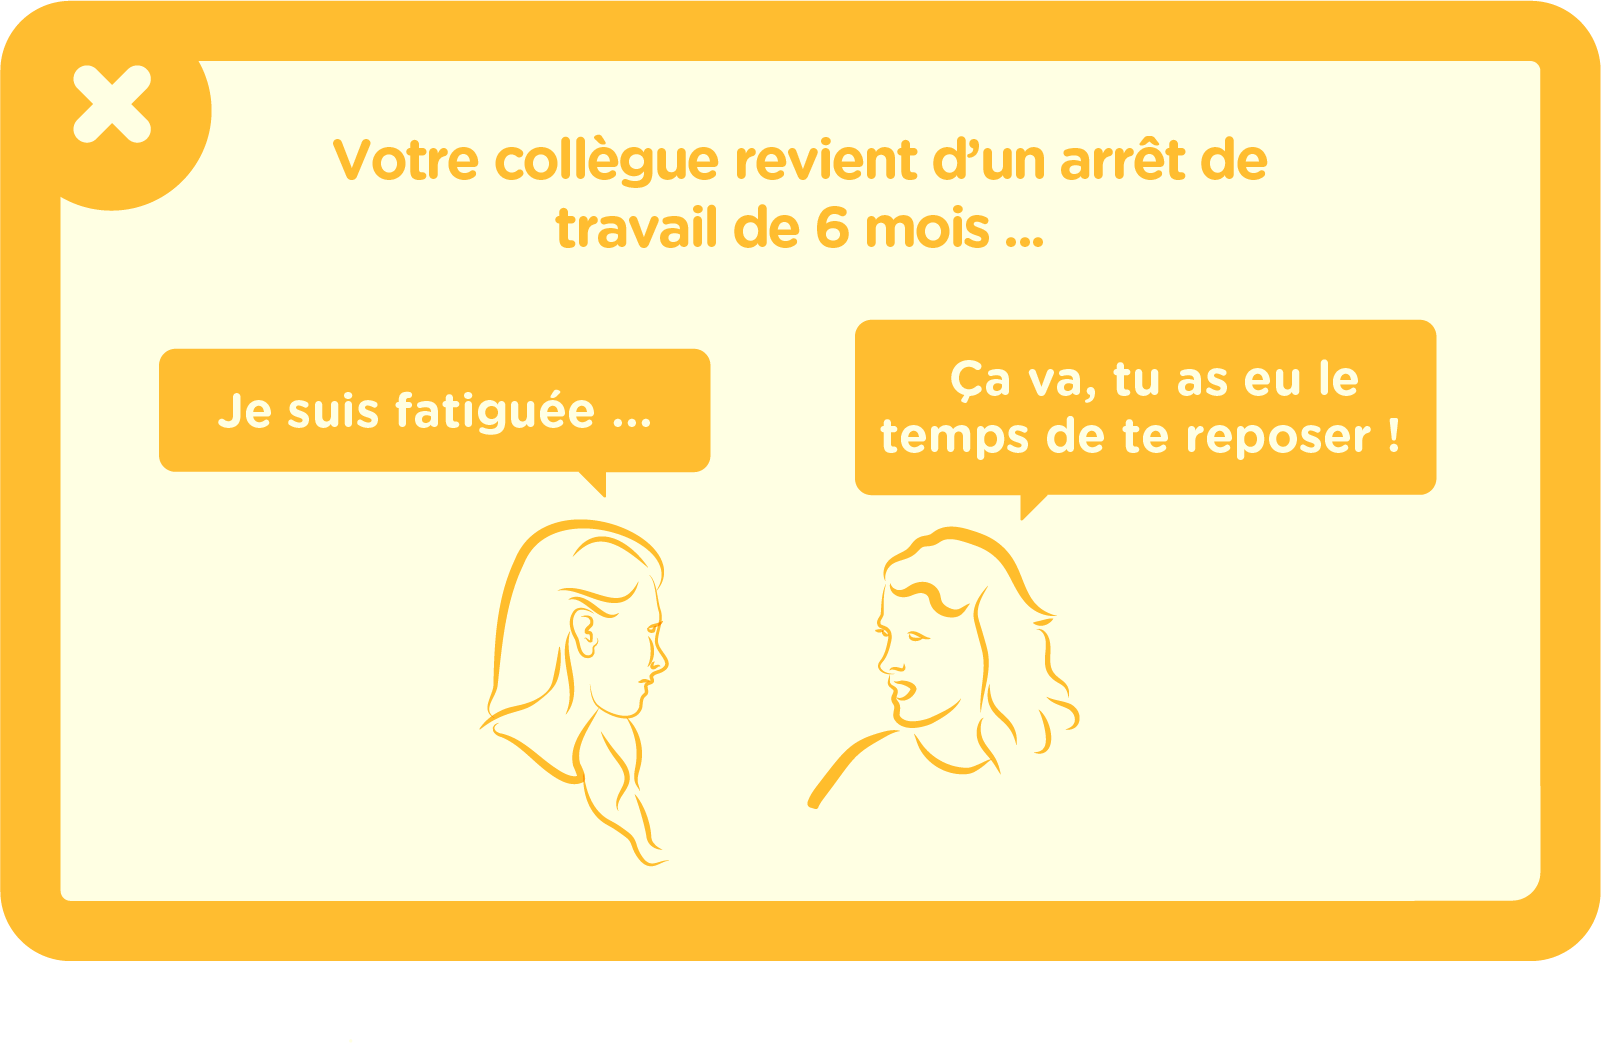 Votre collègue revient d’un arrêt de
travail de 6 mois ...
Je suis fatiguée ...
Ça va, tu as eu le
temps de te reposer !